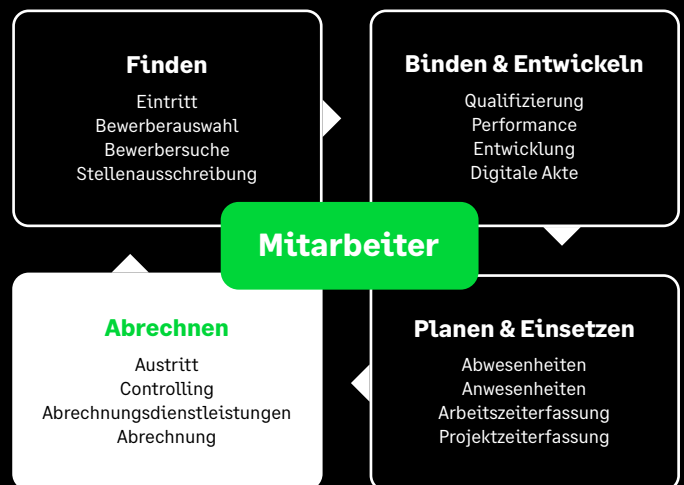 Finden
Eintritt
Bewerberauswahl
Bewerbersuche
Stellenausschreibung
Binden & Entwickeln
Qualifizierung
Performance
Entwicklung
Digitale Akte
Mitarbeiter
Abrechnen
Austritt
Controlling
Abrechnungsdienstleistungen
Abrechnung
Planen & Einsetzen
Abwesenheiten
Anwesenheiten
Arbeitszeiterfassung
Projektzeiterfassung